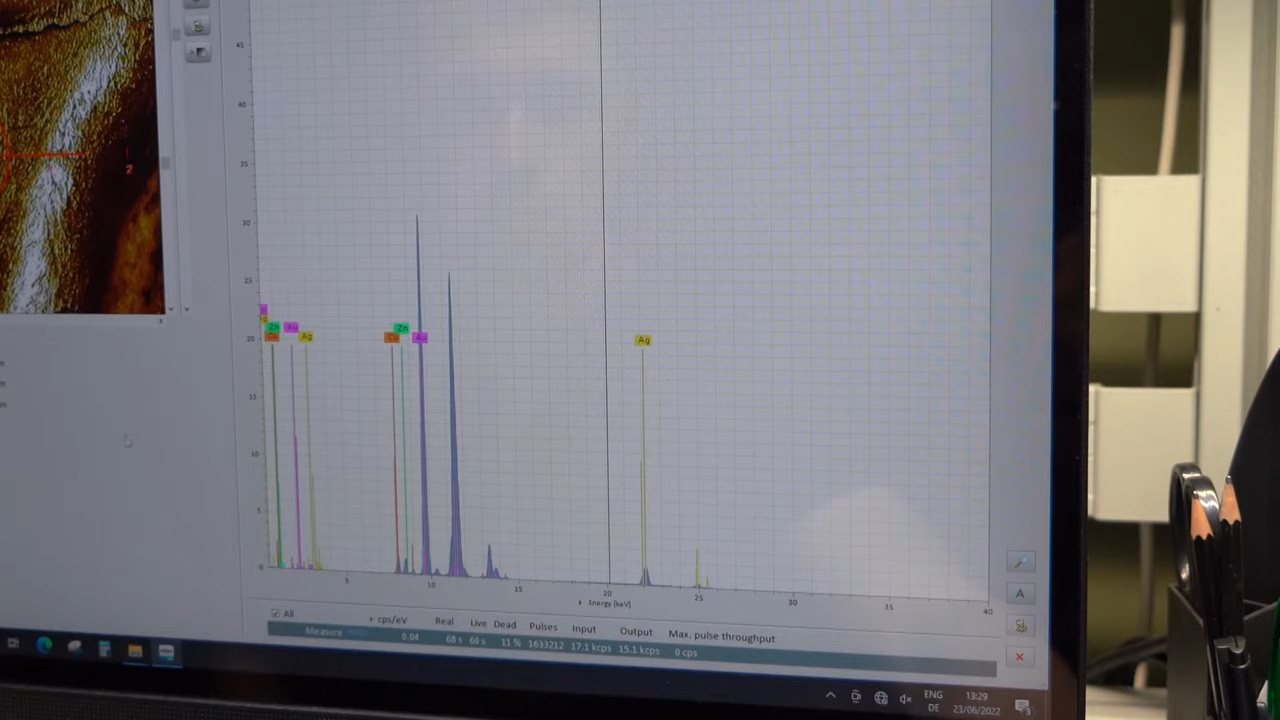 45
40
35
2
30
25
Zn Au Ag Cu Zn Au Ag
20
Cu
15
10
5
0
5 10 15 20 25 30 35 40
Energy [keV]
All cps/eV Real Live Dead Pulses Input Output Max. pulse throughput
Measure 0.04 68 s 60 s 11 % 1633212 17.1 kcps 15.1 kcps 0 cps
A
ENG 13:29
DE 23/06/2022